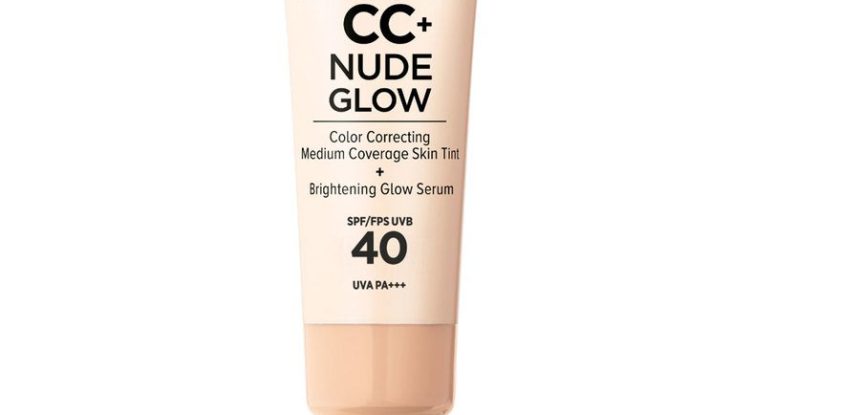 CC+
NUDE
GLOW
Color Correcting
Medium Coverage Skin Tint
+
Brightening Glow Serum
SPF/FPS UVB
40
UVA PA+++